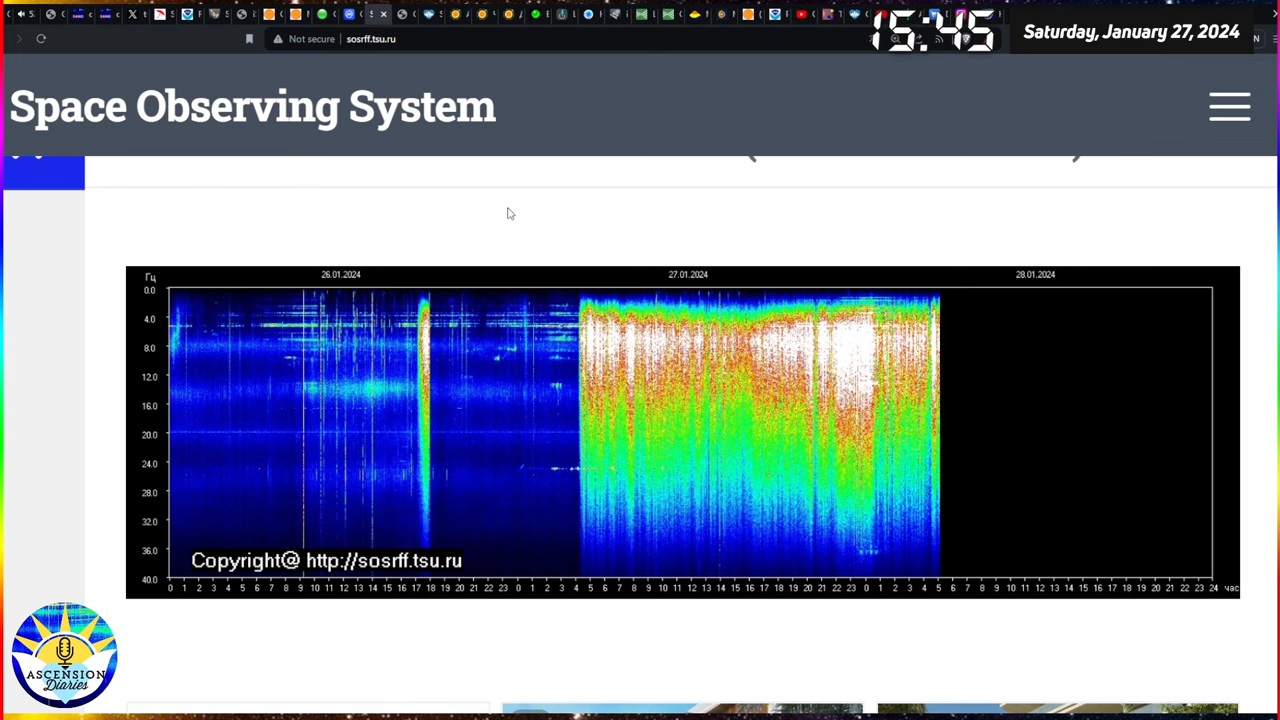 Not secure
sosrff.tsu.ru
15:45
Saturday, January 27, 2024
Space Observing System
Гц
26.01.2024
27.01.2024
28.01.2024
0.0
4.0
8.0
12.0
16.0
20.0
24.0
28.0
32.0
36.0
40.0
Copyright@ http://sosrff.tsu.ru
0 1 2 3 4 5 6 7 8 9 10 11 12 13 14 15 16 17 18 19 20 21 22 23 0 1 2 3 4 5 6 7 8 9 10 11 12 13 14 15 16 17 18 19 20 21 22 23 0 1 2 3 4 5 6 7 8 9 10 11 12 13 14 15 16 17 18 19 20 21 22 23 24 час
ASCENSION
Diaries